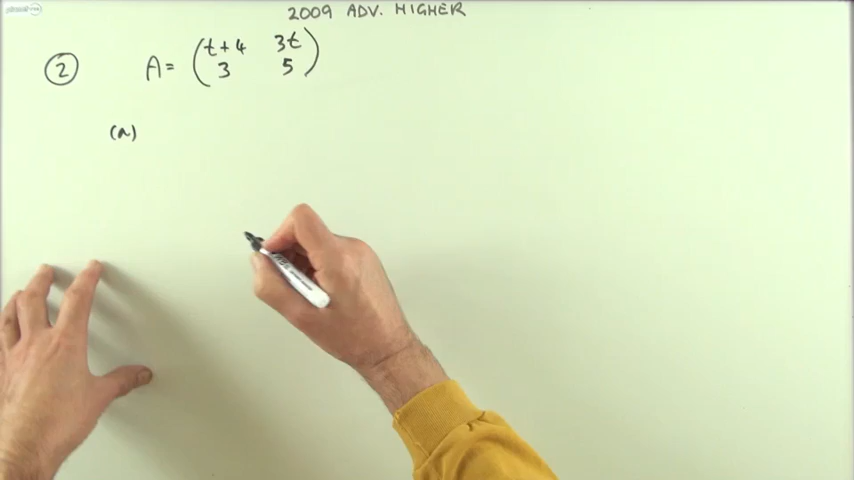 2009 ADV. HIGHER
② A = (t+4 3t
3 5)
(a)